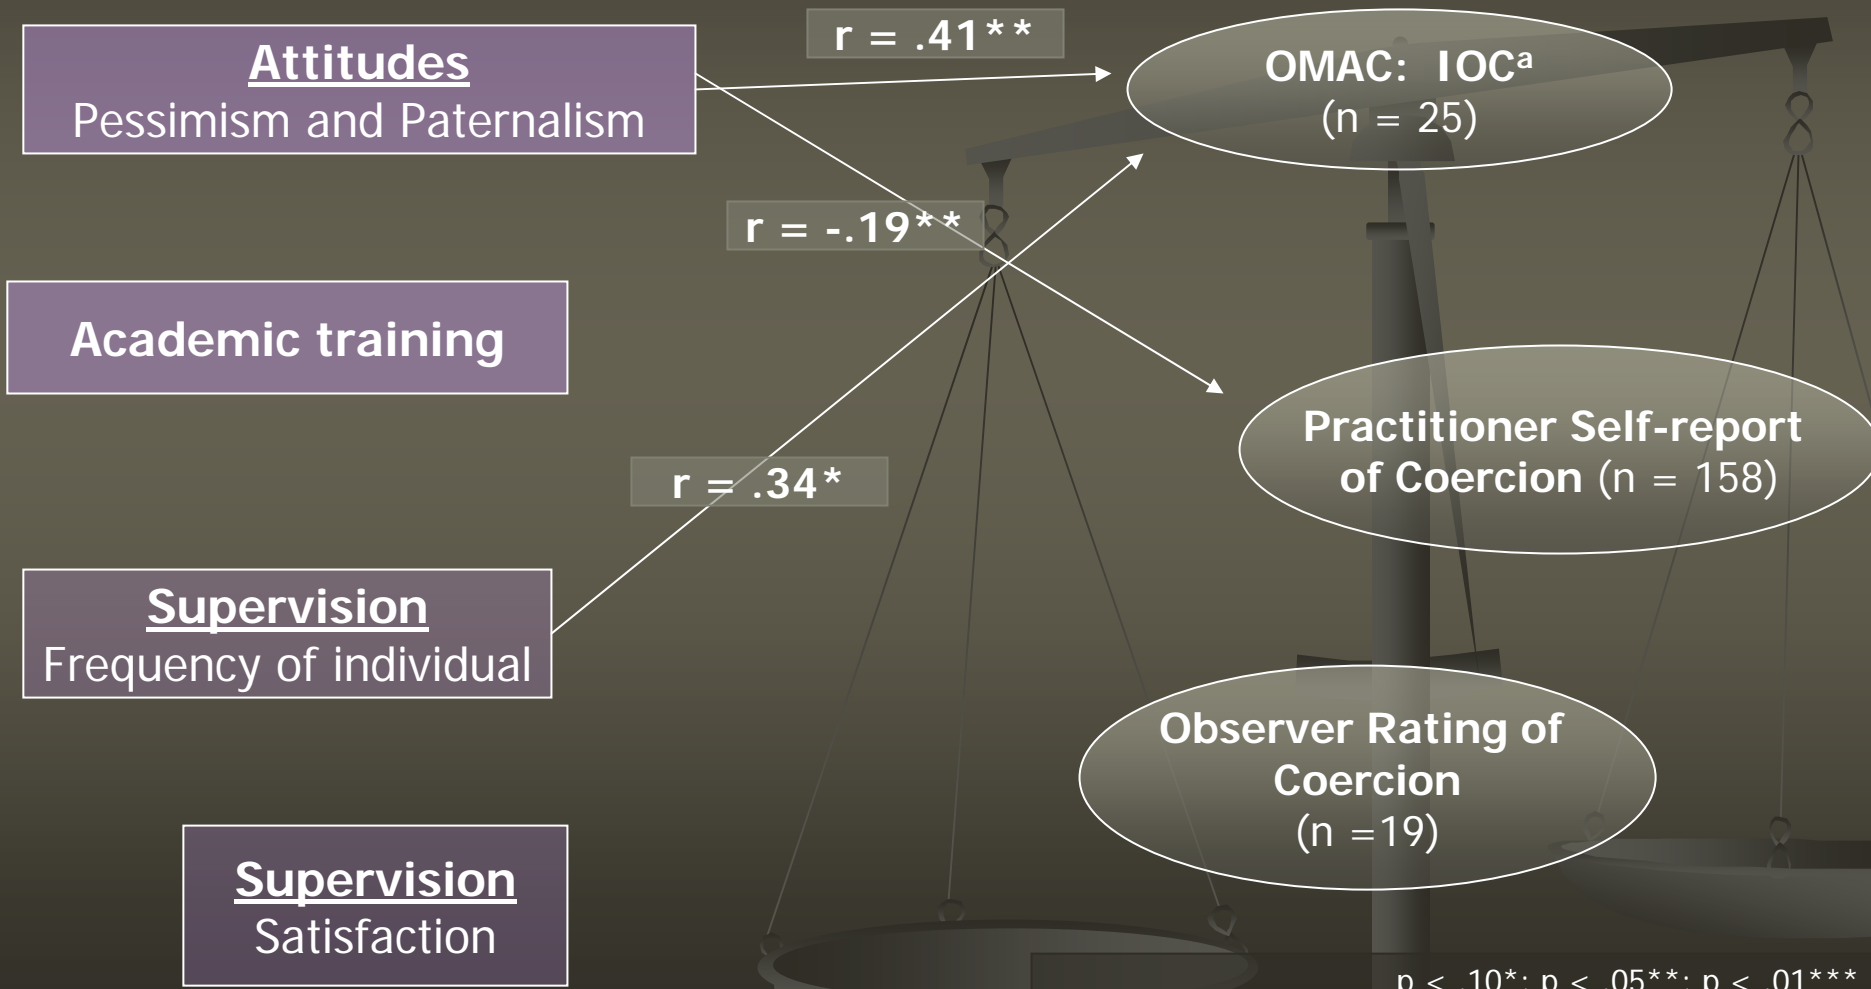 Attitudes
Pessimism and Paternalism
r = .41**
OMAC:  IOCᵃ
(n = 25)
r = -.19**
Academic training
Practitioner Self-report
of Coercion (n = 158)
r = .34*
Supervision
Frequency of individual
Observer Rating of
Coercion
(n =19)
Supervision
Satisfaction
p < .10*; p < .05**; p < .01***